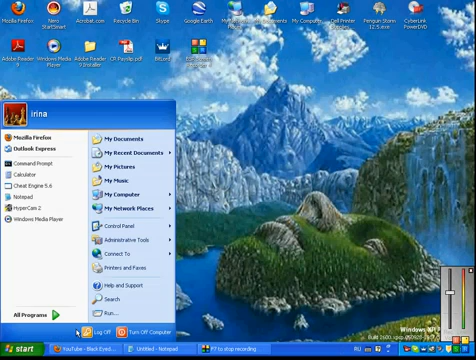 Mozilla Firefox
Nero StartSmart
Acrobat.com
Recycle Bin
Skype
Google Earth
My Computer
Dell Printer
Penguin Storm 12.5.exe
CyberLink PowerDVD
Adobe Reader 9
Windows Media Player
Adobe Reader 9 Installer
CR Payslip.pdf
BitLord
irina
Mozilla Firefox
Outlook Express
Command Prompt
Calculator
Cheat Engine 5.6
Notepad
HyperCam 2
Windows Media Player
All Programs
My Documents
My Recent Documents
My Pictures
My Music
My Computer
My Network Places
Control Panel
Administrative Tools
Connect To
Printers and Faxes
Help and Support
Search
Run...
Log Off
Turn Off Computer
start
YouTube - Black Eyed...
Untitled - Notepad
F7 to stop recording
RU